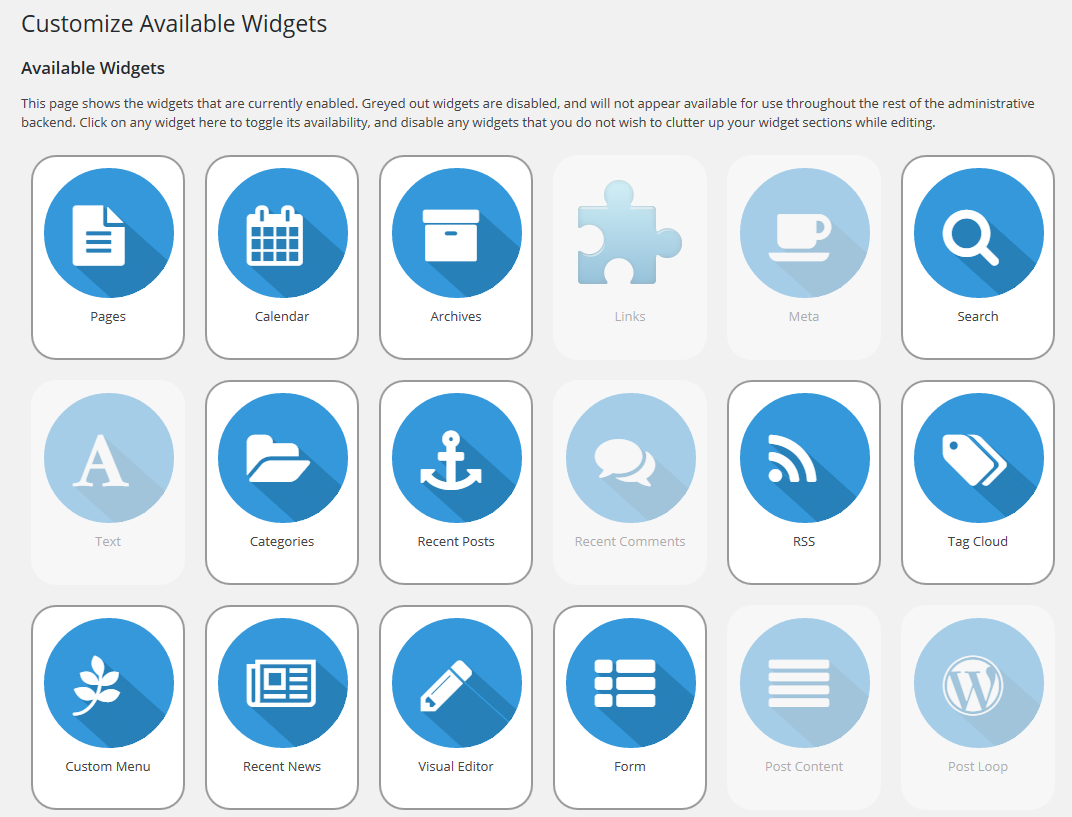 Customize Available Widgets
Available Widgets
This page shows the widgets that are currently enabled. Greyed out widgets are disabled, and will not appear available for use throughout the rest of the administrative
backend. Click on any widget here to toggle its availability, and disable any widgets that you do not wish to clutter up your widget sections while editing.
Pages Calendar Archives Links Meta Search
A
Text Categories Recent Posts Recent Comments RSS Tag Cloud
W
Custom Menu Recent News Visual Editor Form Post Content Post Loop